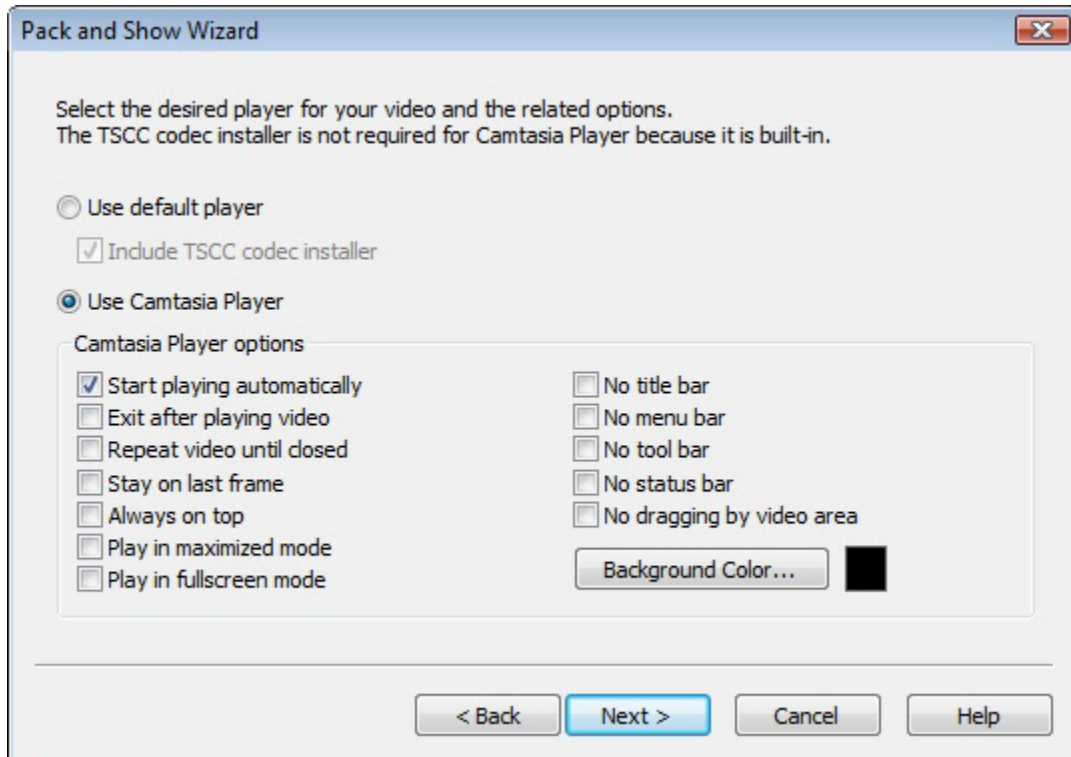 Pack and Show Wizard
Select the desired player for your video and the related options.
The TSCC codec installer is not required for Camtasia Player because it is built-in.
Use default player
Include TSCC codec installer
Use Camtasia Player
Camtasia Player options
Start playing automatically
Exit after playing video
Repeat video until closed
Stay on last frame
Always on top
Play in maximized mode
Play in fullscreen mode
No title bar
No menu bar
No tool bar
No status bar
No dragging by video area
Background Color...
< Back
Next >
Cancel
Help